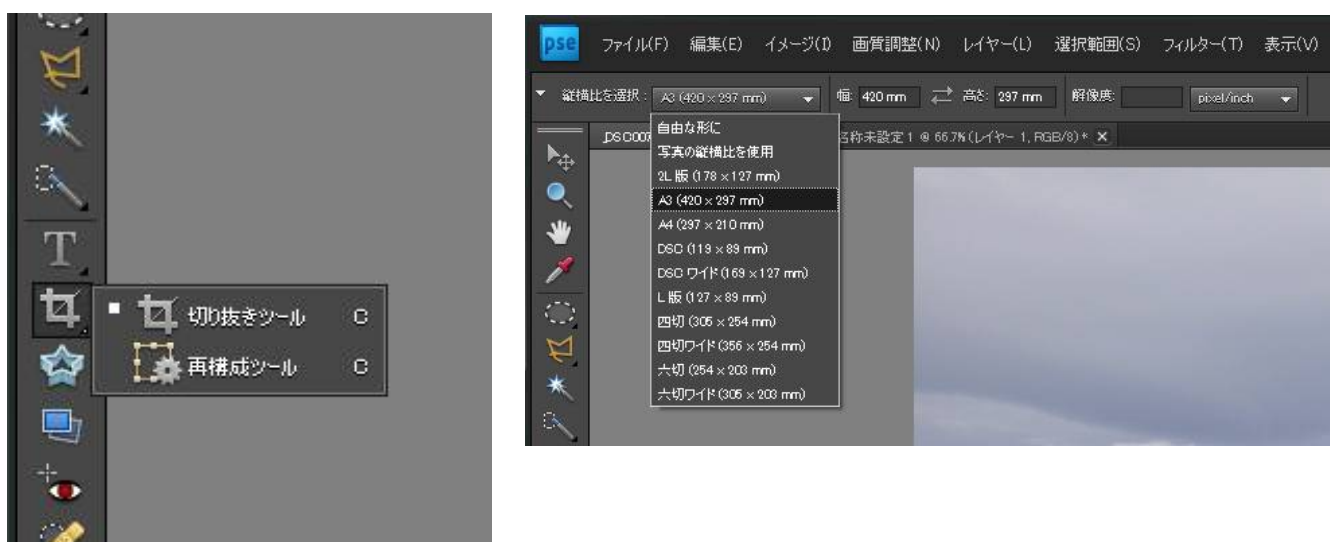 T
切り抜きツール C
再構成ツール C
pse ファイル(F) 編集(E) イメージ(I) 画質調整(N) レイヤー(L) 選択範囲(S) フィルター(T) 表示(V)
縦横比を選択: A3 (420 × 297 mm) 幅: 420 mm 高さ: 297 mm 解像度: pixel/inch
名称未設定 1 @ 66.7% (レイヤー 1, RGB/8) *
自由な形に
写真の縦横比を使用
2L 版 (178 × 127 mm)
A3 (420 × 297 mm)
A4 (297 × 210 mm)
DSC (119 × 89 mm)
DSC ワイド (169 × 127 mm)
L 版 (127 × 89 mm)
四切 (305 × 254 mm)
四切ワイド (356 × 254 mm)
六切 (254 × 203 mm)
六切ワイド (305 × 203 mm)